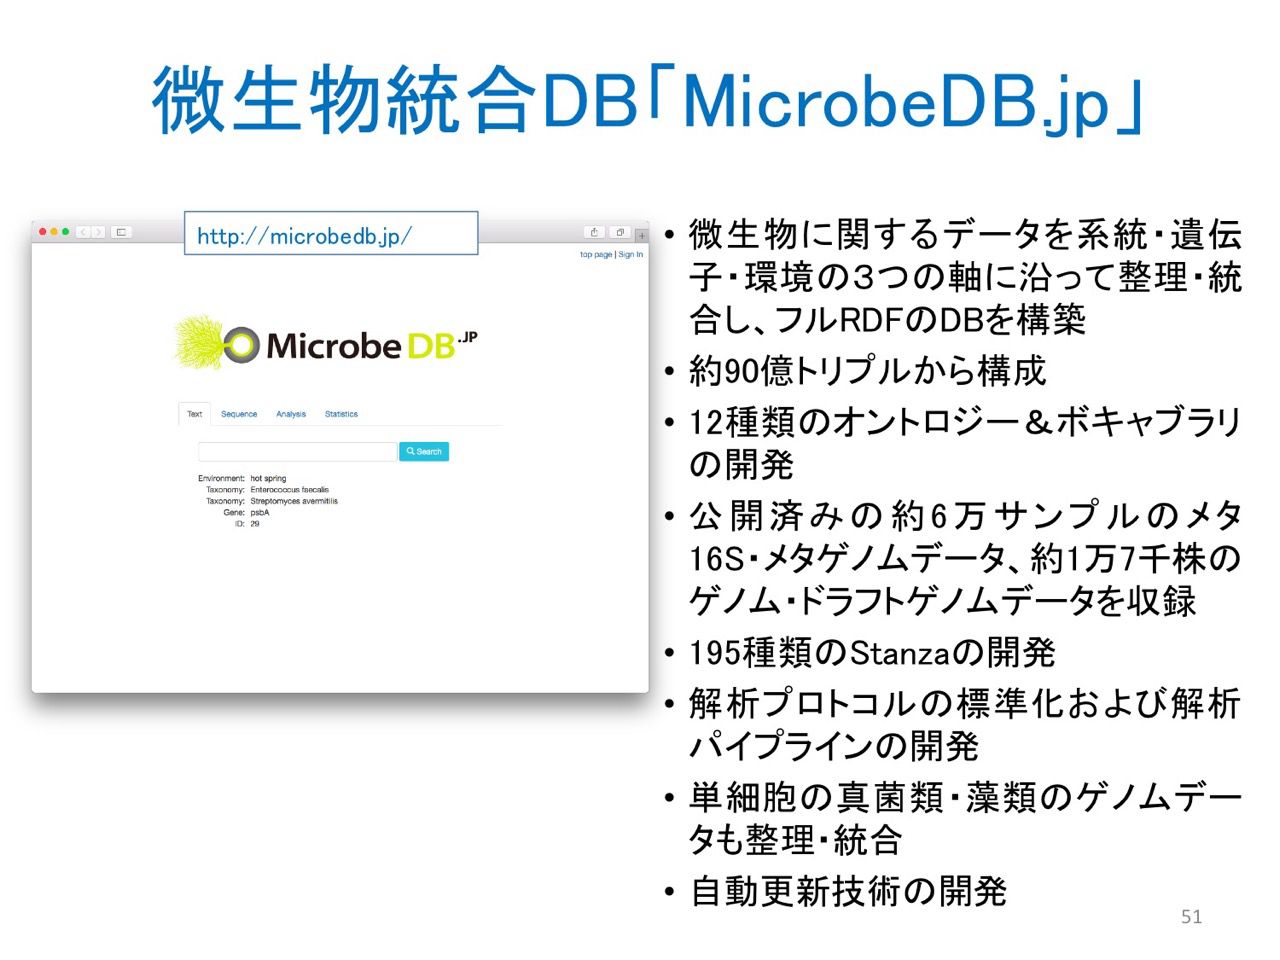 微生物統合DB「MicrobeDB.jp」
http://microbedb.jp/
top page | Sign In
MicrobeDB.JP
Text Sequence Analysis Statistics
Search
Environment: hot spring
Taxonomy: Enterococcus faecalis
Taxonomy: Streptomyces avermitilis
Gene: psbA
ID: 29
• 微生物に関するデータを系統・遺伝
子・環境の３つの軸に沿って整理・統
合し、フルRDFのDBを構築
• 約90億トリプルから構成
• 12種類のオントロジー＆ボキャブラリ
の開発
• 公開済みの約6万サンプルのメタ
16S・メタゲノムデータ、約1万7千株の
ゲノム・ドラフトゲノムデータを収録
• 195種類のStanzaの開発
• 解析プロトコルの標準化および解析
パイプラインの開発
• 単細胞の真菌類・藻類のゲノムデー
タも整理・統合
• 自動更新技術の開発
51